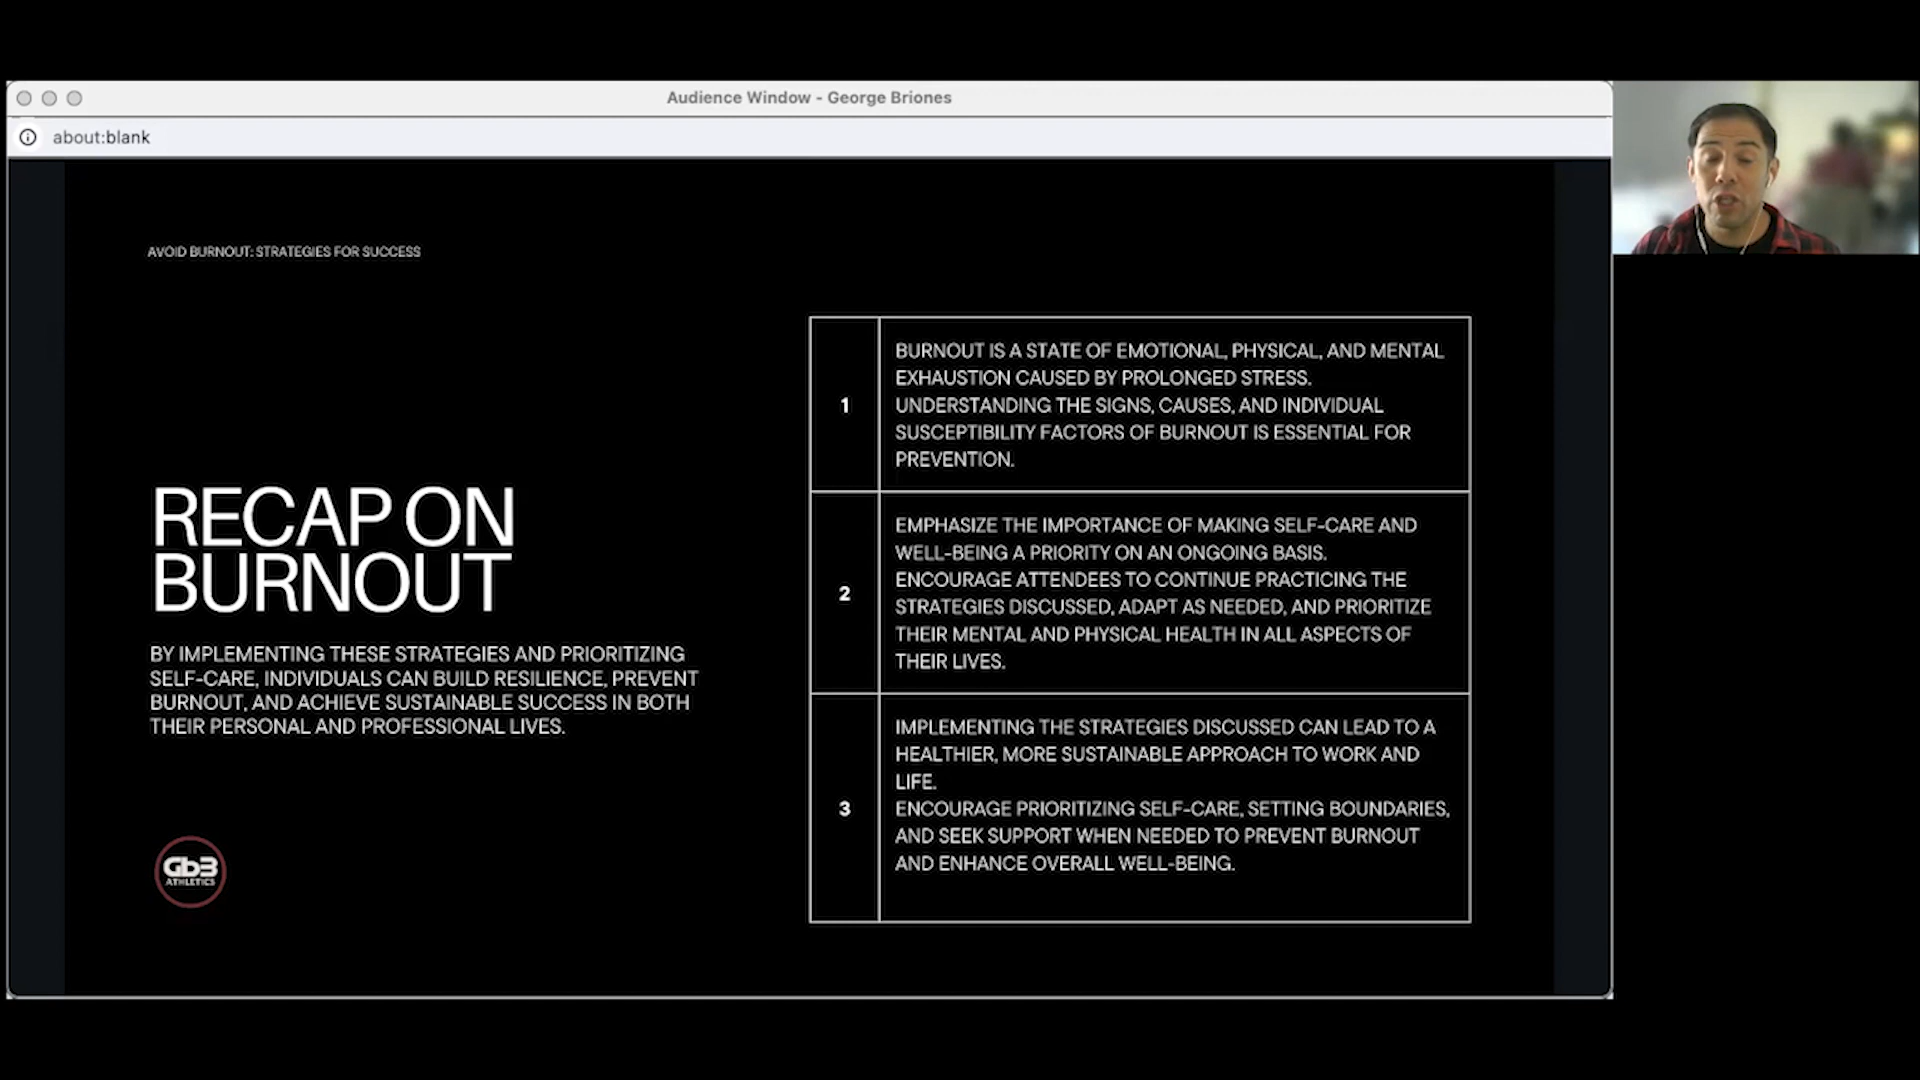 Audience Window - George Briones
about:blank
AVOID BURNOUT: STRATEGIES FOR SUCCESS
RECAP ON
BURNOUT
BY IMPLEMENTING THESE STRATEGIES AND PRIORITIZING
SELF-CARE, INDIVIDUALS CAN BUILD RESILIENCE, PREVENT
BURNOUT, AND ACHIEVE SUSTAINABLE SUCCESS IN BOTH
THEIR PERSONAL AND PROFESSIONAL LIVES.
Gb3
ATHLETICS
1
BURNOUT IS A STATE OF EMOTIONAL, PHYSICAL, AND MENTAL
EXHAUSTION CAUSED BY PROLONGED STRESS.
UNDERSTANDING THE SIGNS, CAUSES, AND INDIVIDUAL
SUSCEPTIBILITY FACTORS OF BURNOUT IS ESSENTIAL FOR
PREVENTION.
2
EMPHASIZE THE IMPORTANCE OF MAKING SELF-CARE AND
WELL-BEING A PRIORITY ON AN ONGOING BASIS.
ENCOURAGE ATTENDEES TO CONTINUE PRACTICING THE
STRATEGIES DISCUSSED, ADAPT AS NEEDED, AND PRIORITIZE
THEIR MENTAL AND PHYSICAL HEALTH IN ALL ASPECTS OF
THEIR LIVES.
3
IMPLEMENTING THE STRATEGIES DISCUSSED CAN LEAD TO A
HEALTHIER, MORE SUSTAINABLE APPROACH TO WORK AND
LIFE.
ENCOURAGE PRIORITIZING SELF-CARE, SETTING BOUNDARIES,
AND SEEK SUPPORT WHEN NEEDED TO PREVENT BURNOUT
AND ENHANCE OVERALL WELL-BEING.